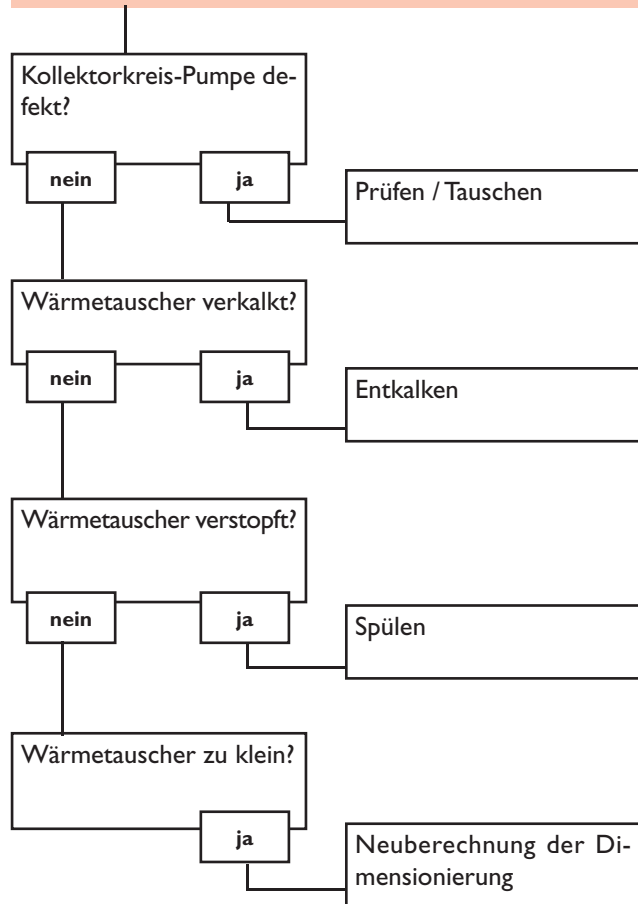 Kollektorkreis-Pumpe de-
fekt?
nein
ja
Prüfen / Tauschen
Wärmetauscher verkalkt?
nein
ja
Entkalken
Wärmetauscher verstopft?
nein
ja
Spülen
Wärmetauscher zu klein?
ja
Neuberechnung der Di-
mensionierung